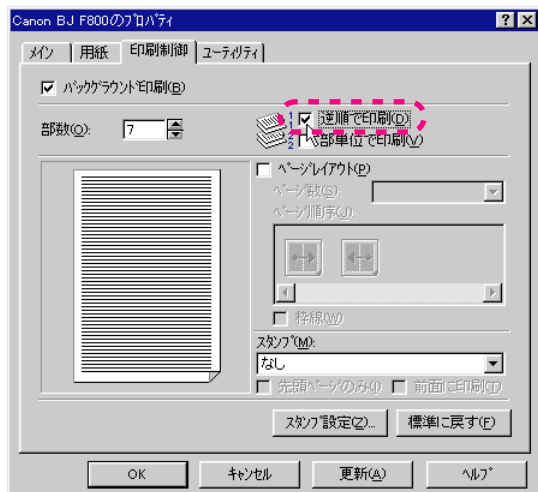 Canon BJ F800のﾌﾟﾛﾊﾟﾃｨ
ﾒｲﾝ 用紙 印刷制御 ﾕｰﾃｨﾘﾃｨ
ﾊﾞｯｸｸﾞﾗｳﾝﾄﾞ印刷(B)
部数(O): 7
1 1 逆順で印刷(D)
2 2 部単位で印刷(V)
ﾍﾟｰｼﾞﾚｲｱｳﾄ(P)
ﾍﾟｰｼﾞ数(S):
ﾍﾟｰｼﾞ順序(J):
枠線(W)
ｽﾀﾝﾌﾟ(M):
なし
先頭ﾍﾟｰｼﾞのみ(I) 前面に印刷(T)
ｽﾀﾝﾌﾟ設定(Z)... 標準に戻す(F)
OK ｷｬﾝｾﾙ 更新(A) ﾍﾙﾌﾟ